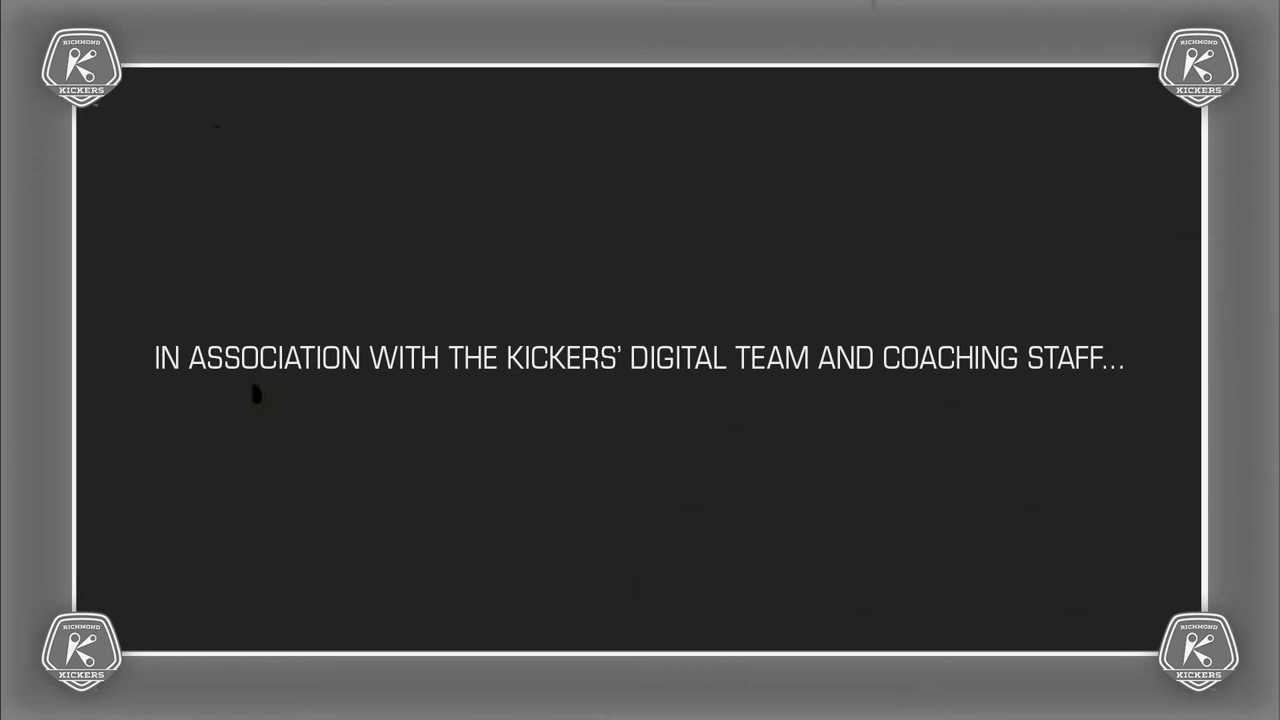 RICHMOND
KICKERS
RICHMOND
KICKERS
IN ASSOCIATION WITH THE KICKERS’ DIGITAL TEAM AND COACHING STAFF...
RICHMOND
KICKERS
RICHMOND
KICKERS